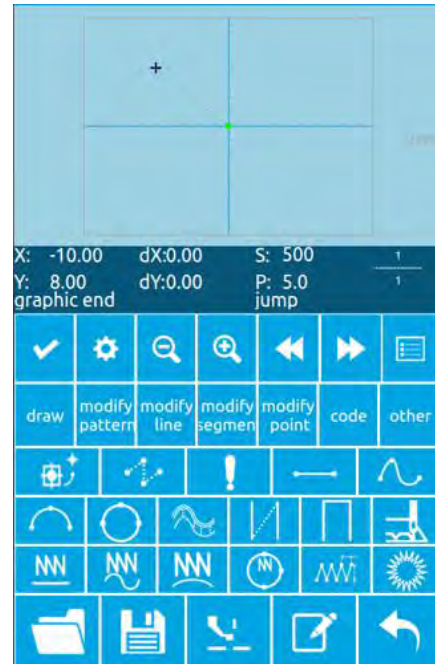 X: -10.00 dX:0.00 S: 500 1
Y: 8.00 dY:0.00 P: 5.0 1
graphic end jump
draw modify pattern modify line modify segmen modify point code other